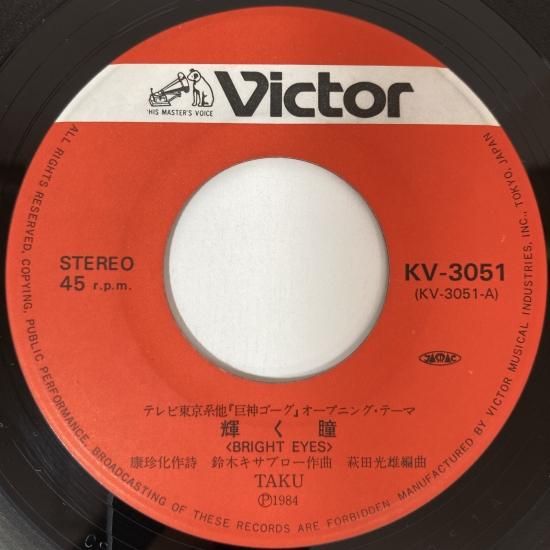 Victor
"HIS MASTER'S VOICE"
STEREO
45 r.p.m.
KV-3051
(KV-3051-A)
JASRAC
テレビ東京系他『巨神ゴーグ』オープニング・テーマ
輝く瞳
〈BRIGHT EYES〉
康珍化作詩 鈴木キサブロー作曲 萩田光雄編曲
TAKU
Ⓟ1984
ALL RIGHTS RESERVED, COPYING, PUBLIC PERFORMANCE, BROADCASTING OF THESE RECORDS ARE FORBIDDEN. MANUFACTURED BY VICTOR MUSICAL INDUSTRIES, INC., TOKYO, JAPAN